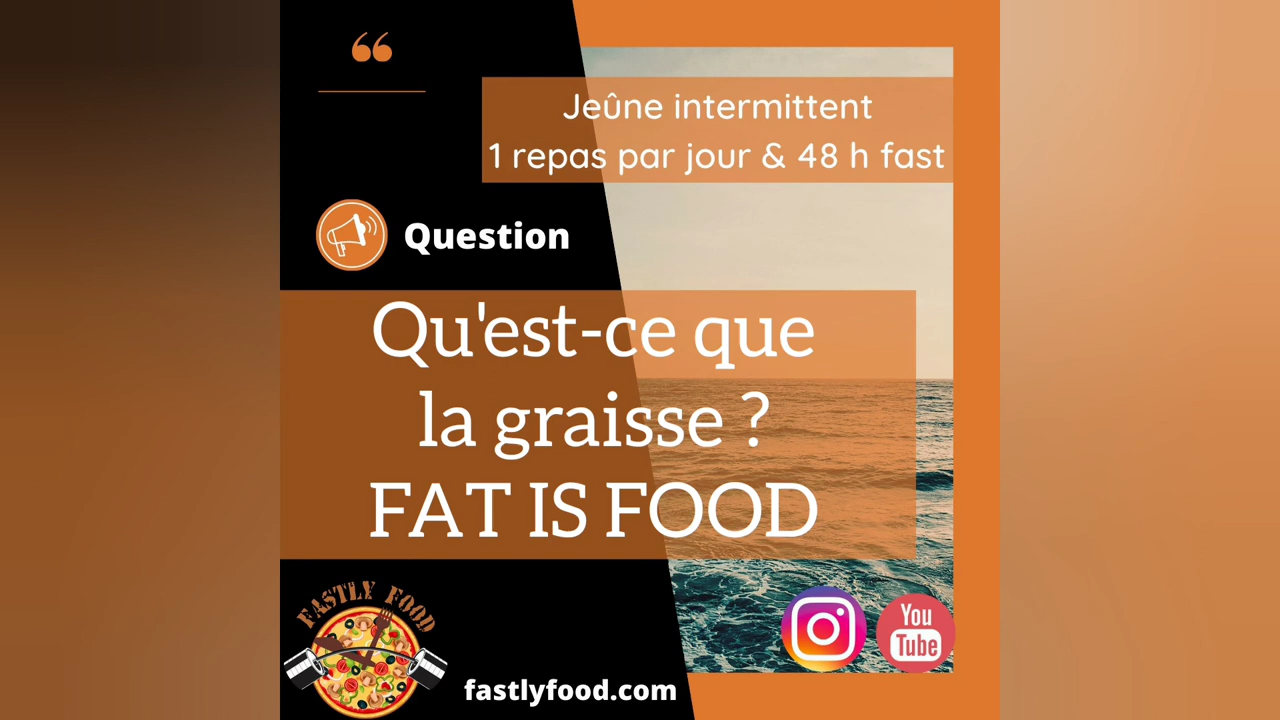 Jeûne intermittent
1 repas par jour & 48 h fast
Question
Qu'est-ce que
la graisse ?
FAT IS FOOD
FASTLY FOOD
fastlyfood.com
You
Tube